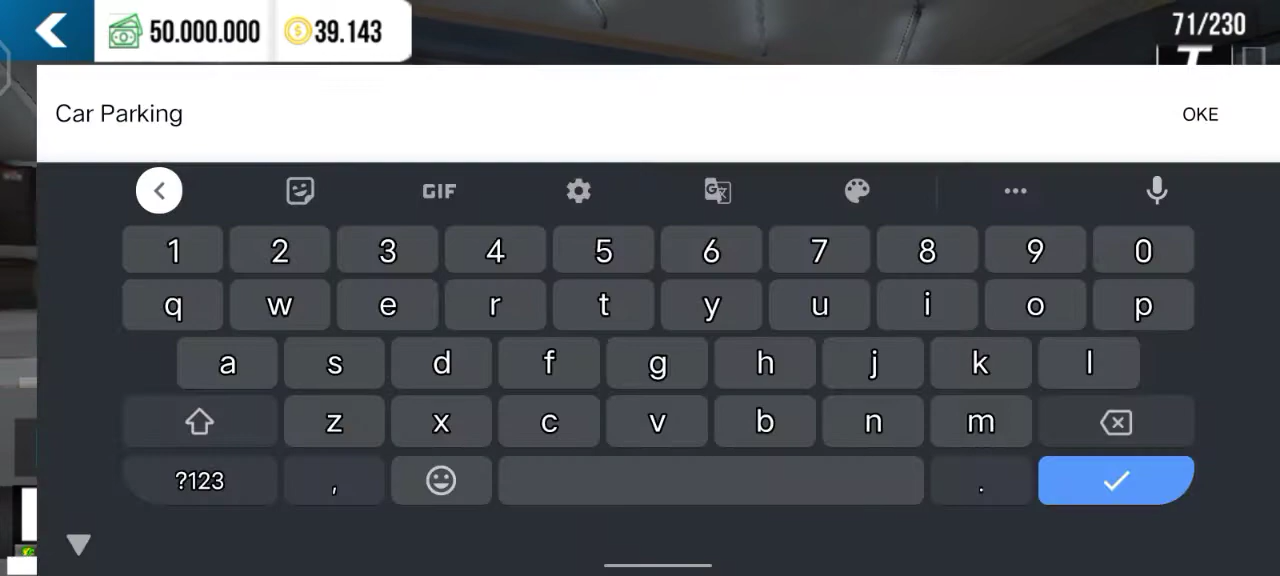 50.000.000 39.143 71/230
Car Parking OKE
GIF
1 2 3 4 5 6 7 8 9 0
q w e r t y u i o p
a s d f g h j k l
z x c v b n m
?123 , .